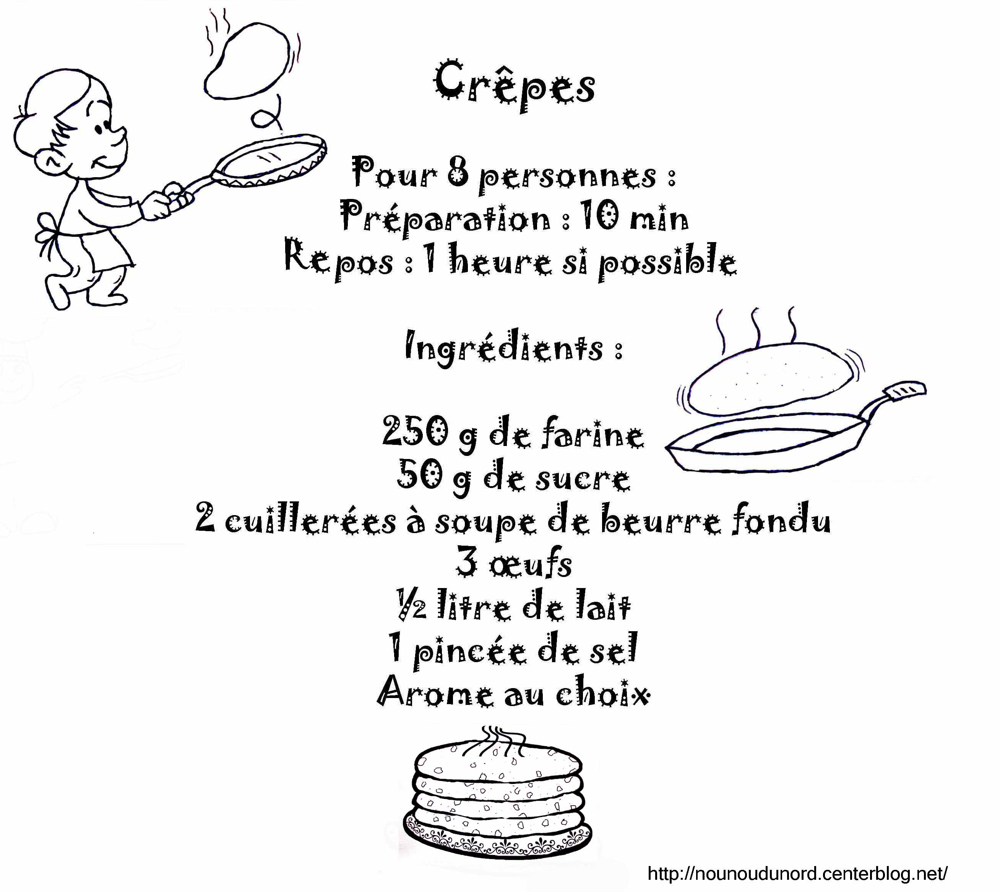 Crêpes
Pour 8 personnes :
Préparation : 10 min
Repos : 1 heure si possible
Ingrédients :
250 g de farine
50 g de sucre
2 cuillerées à soupe de beurre fondu
3 œufs
½ litre de lait
1 pincée de sel
Arome au choix
http://nounoudunord.centerblog.net/